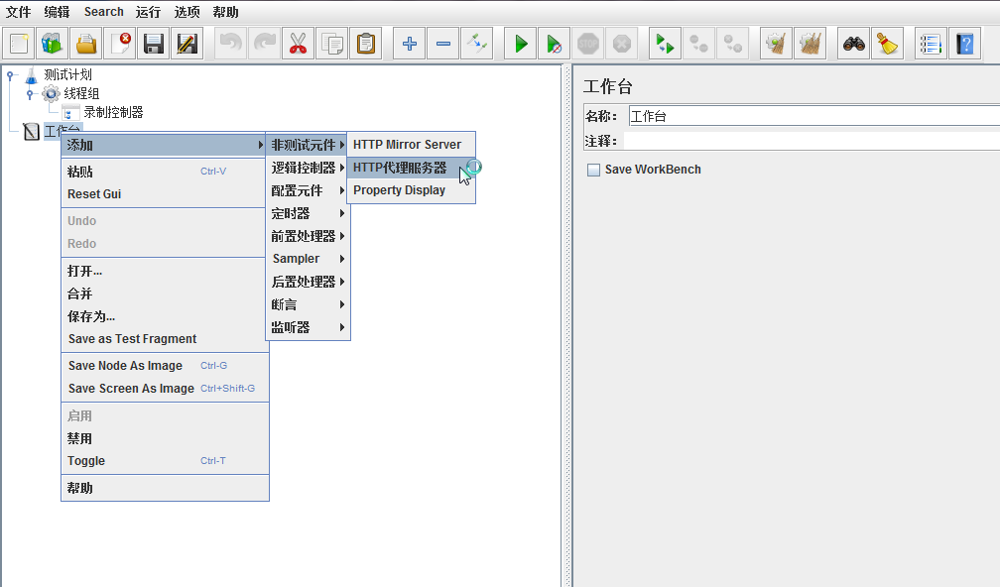 文件 编辑 Search 运行 选项 帮助
STOP
?
测试计划
线程组
录制控制器
工作台
添加
粘贴 Ctrl-V
Reset Gui
Undo
Redo
打开...
合并
保存为...
Save as Test Fragment
Save Node As Image Ctrl-G
Save Screen As Image Ctrl+Shift-G
启用
禁用
Toggle Ctrl-T
帮助
非测试元件
逻辑控制器
配置元件
定时器
前置处理器
Sampler
后置处理器
断言
监听器
HTTP Mirror Server
HTTP代理服务器
Property Display
工作台
名称： 工作台
注释：
Save WorkBench